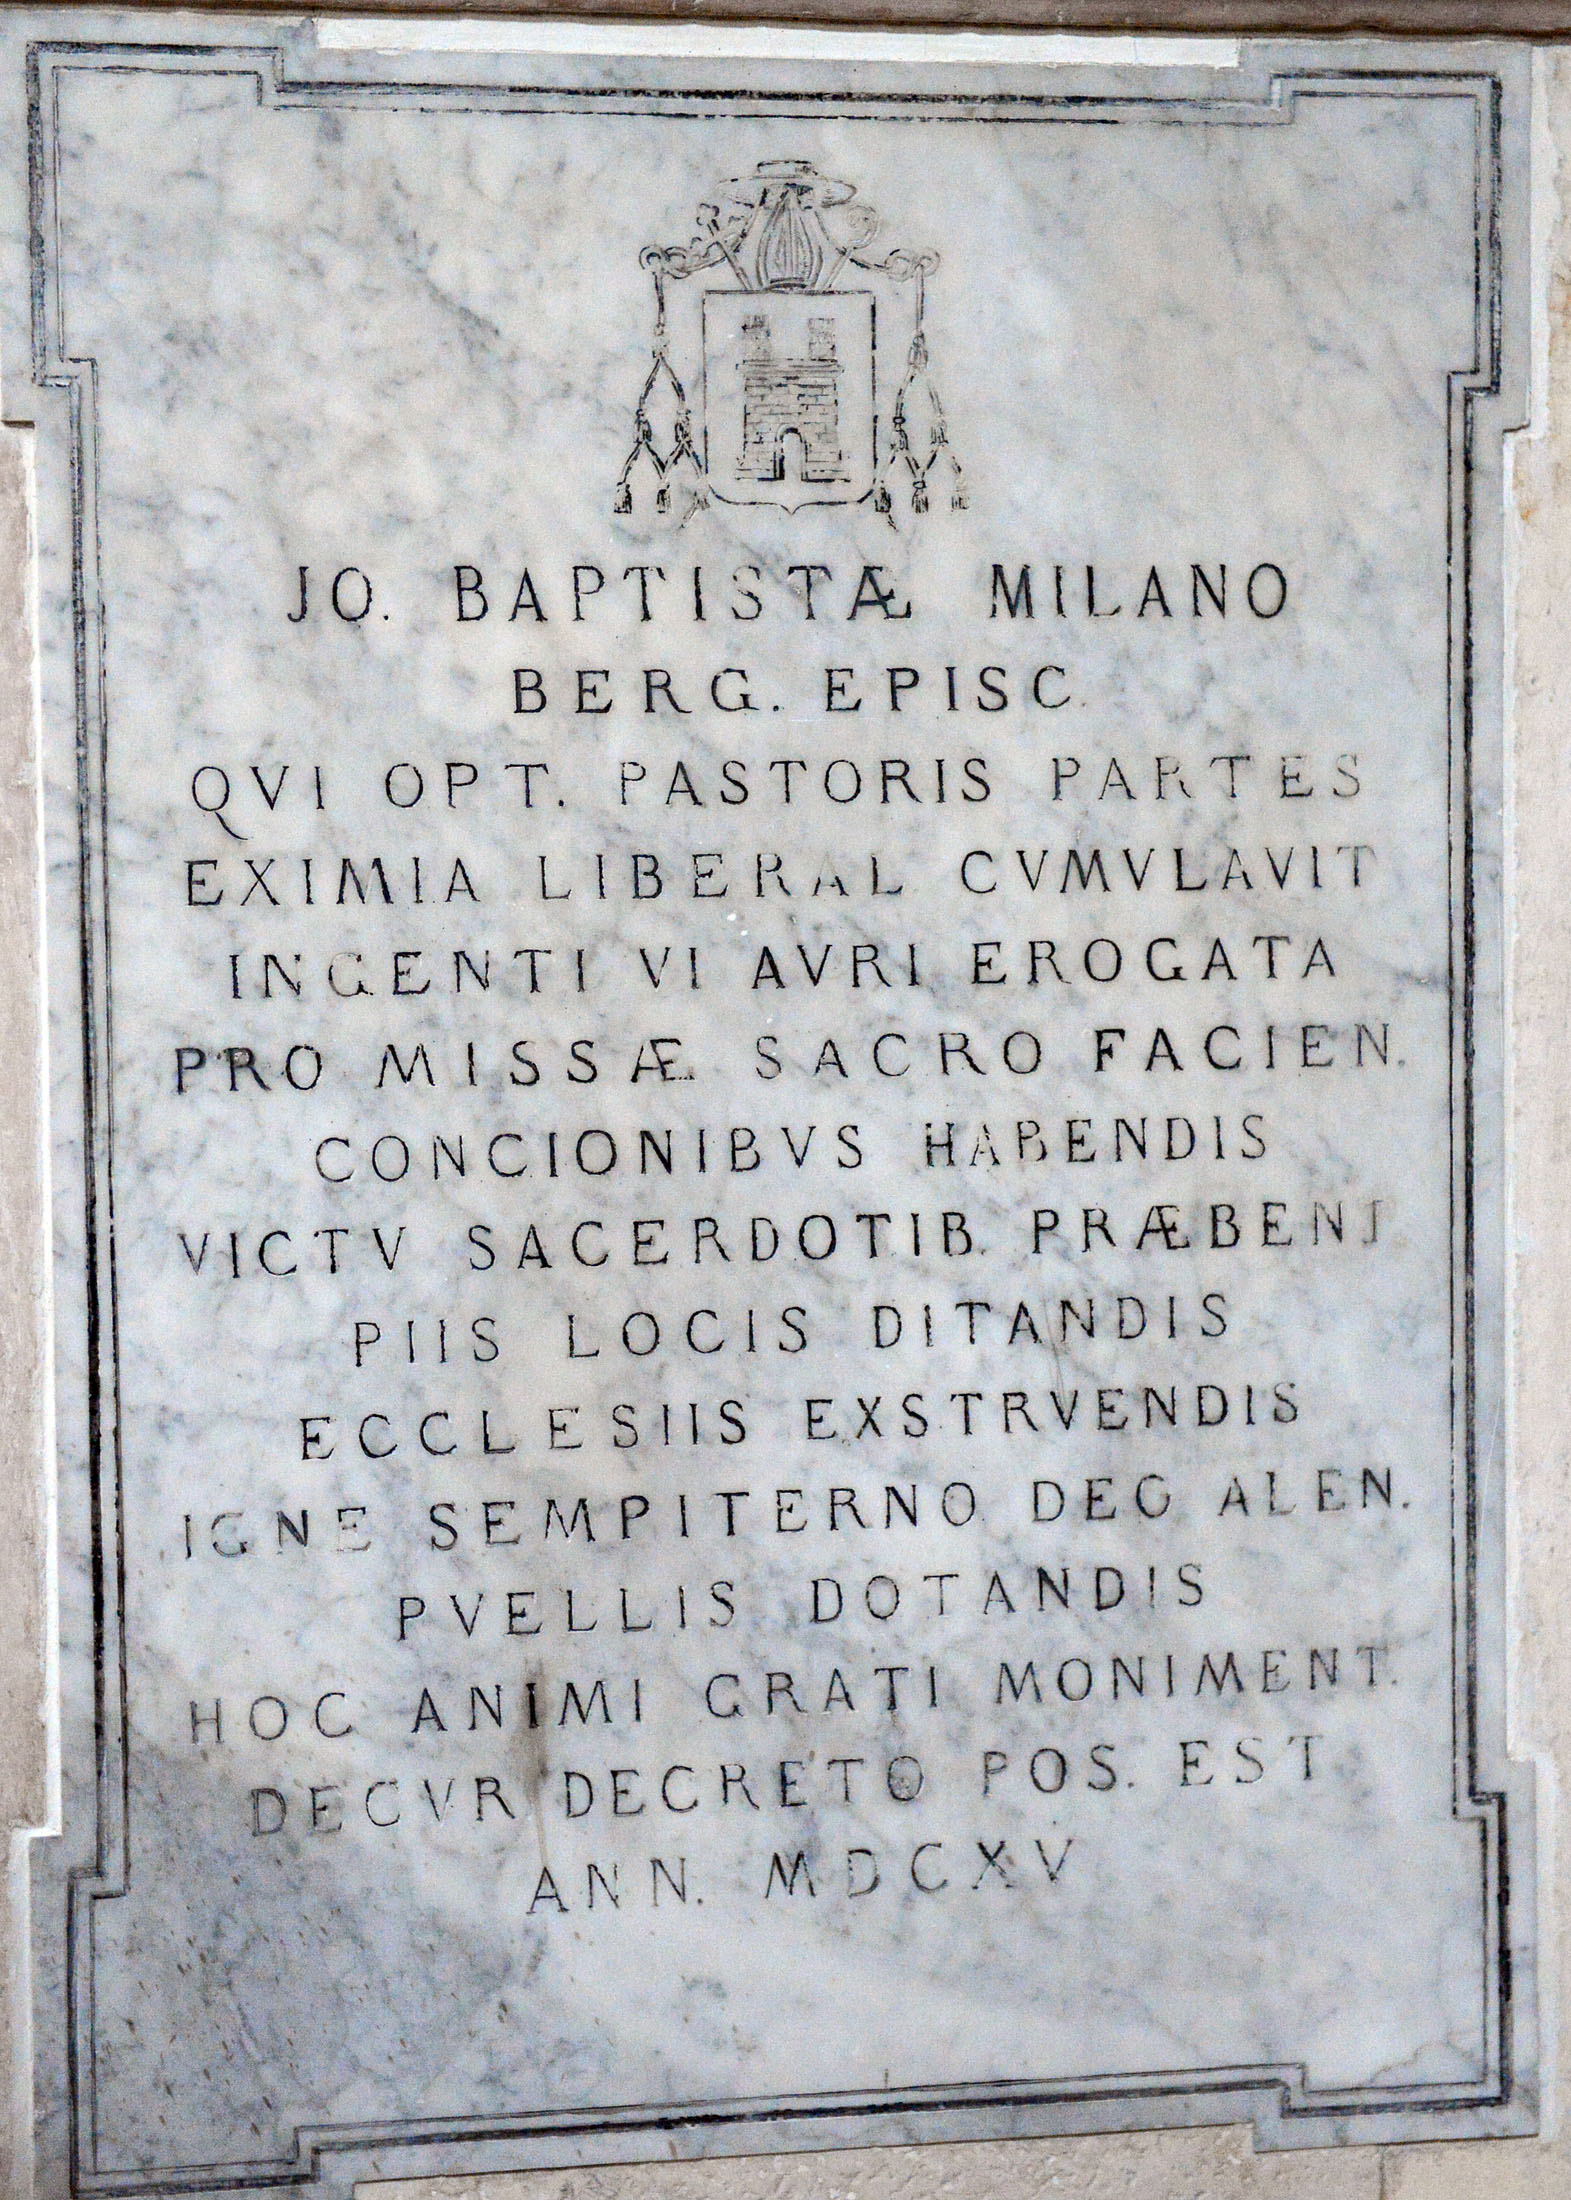 JO. BAPTISTÆ MILANO
BERG. EPISC.
QVI OPT. PASTORIS PARTES
EXIMIA LIBERAL CVMVLAVIT
INGENTI VI AVRI EROGATA
PRO MISSÆ SACRO FACIEN.
CONCIONIBVS HABENDIS
VICTV SACERDOTIB. PRÆBENT
PIIS LOCIS DITANDIS
ECCLESIIS EXSTRVENDIS
IGNE SEMPITERNO DEO ALEN.
PVELLIS DOTANDIS
HOC ANIMI GRATI MONIMENT.
DECVR DECRETO POS. EST
ANN. MDCXV